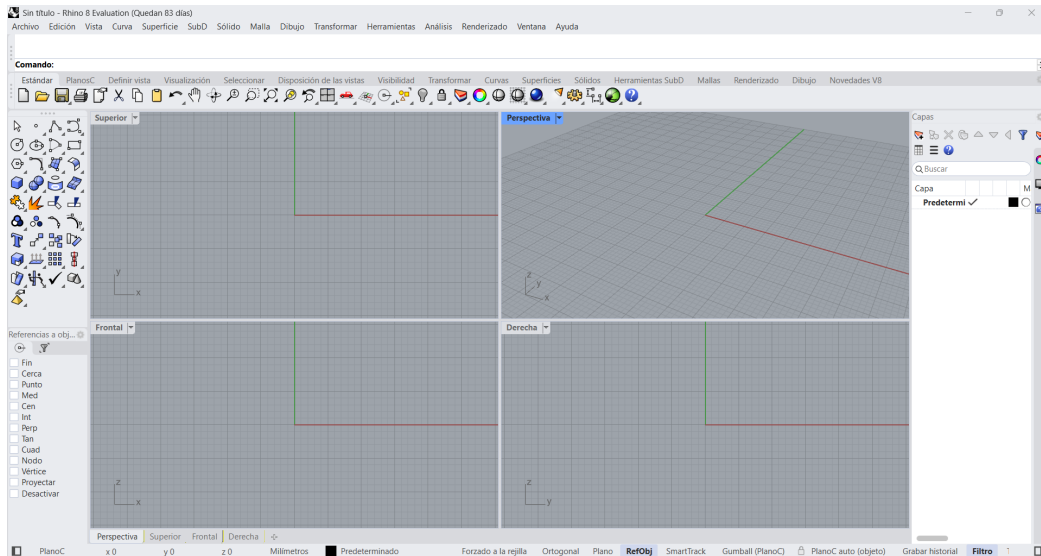 Sin título - Rhino 8 Evaluation (Quedan 83 días)
Archivo Edición Vista Curva Superficie SubD Sólido Malla Dibujo Transformar Herramientas Análisis Renderizado Ventana Ayuda
Comando:
Estándar PlanosC Definir vista Visualización Seleccionar Disposición de las vistas Visibilidad Transformar Curvas Superficies Sólidos Herramientas SubD Mallas Renderizado Dibujo Novedades V8
Superior
y
x
Perspectiva
z
y
x
Frontal
z
x
Derecha
z
y
Capas
Buscar
Capa M
Predetermi
Referencias a obj...
Fin
Cerca
Punto
Med
Cen
Int
Perp
Tan
Cuad
Nodo
Vértice
Proyectar
Desactivar
Perspectiva Superior Frontal Derecha
PlanoC x 0 y 0 z 0 Milímetros Predeterminado Forzado a la rejilla Ortogonal Plano RefObj SmartTrack Gumball (PlanoC) PlanoC auto (objeto) Grabar historial Filtro